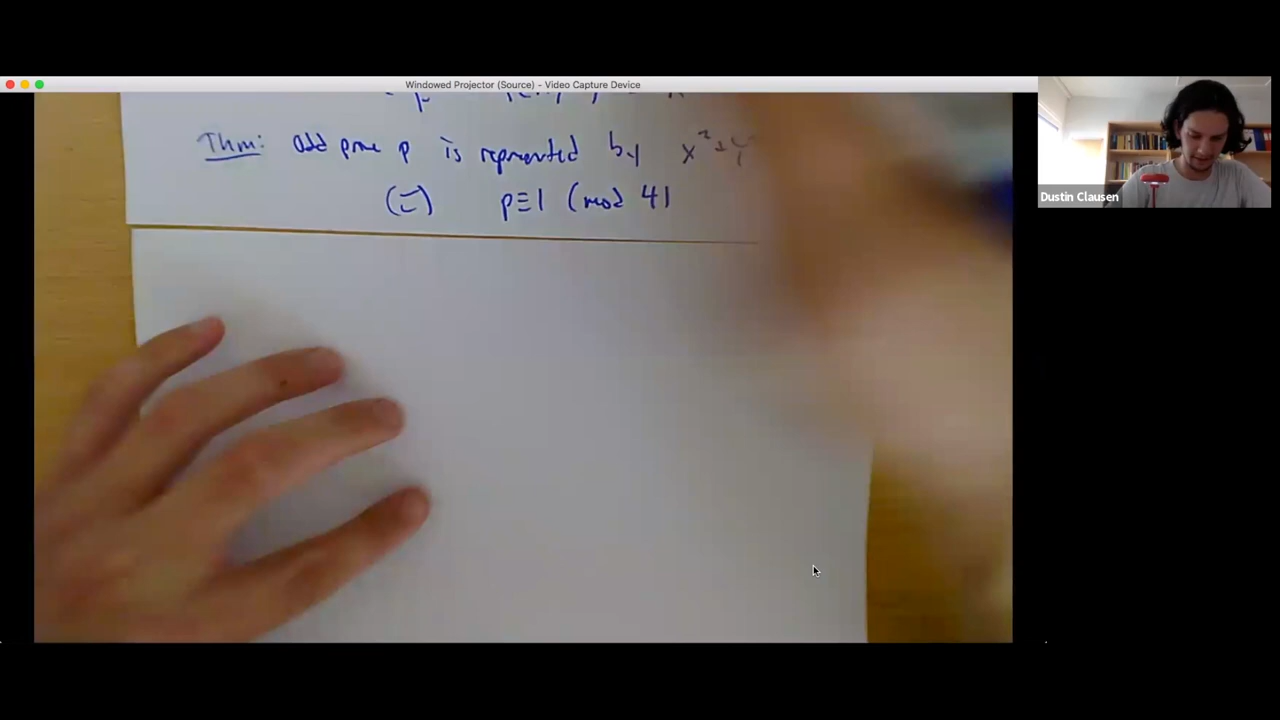 Windowed Projector (Source) - Video Capture Device
Thm: odd prime p is represented by x² + y²
(=) p≡1 (mod 4)
Dustin Clausen